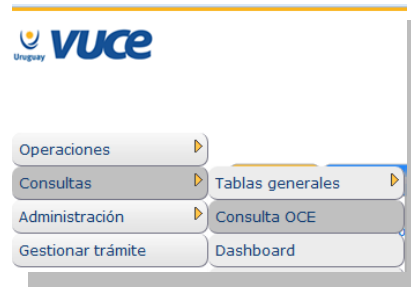 Uruguay VUCE
Operaciones
Consultas
Tablas generales
Administración
Consulta OCE
Gestionar trámite
Dashboard